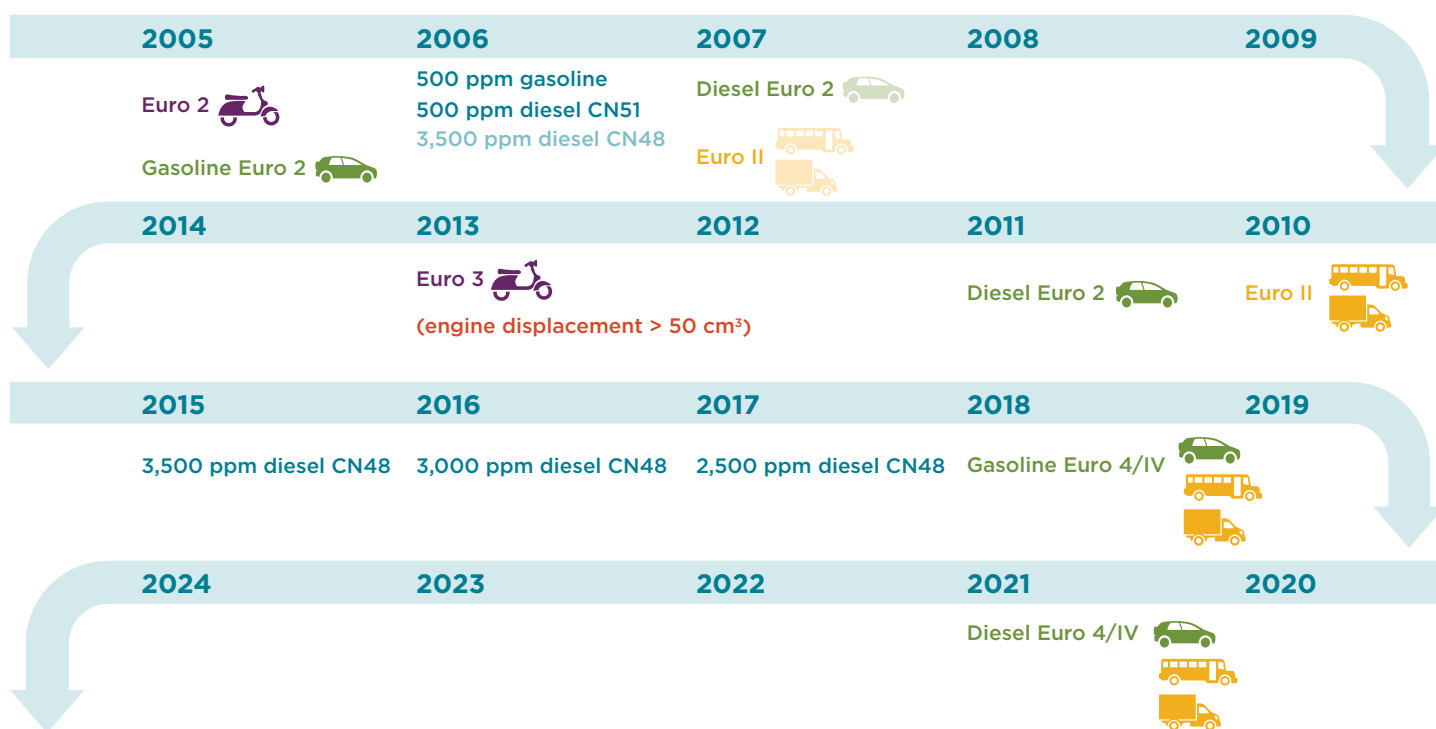 2005 2006 2007 2008 2009
Euro 2
Gasoline Euro 2
500 ppm gasoline
500 ppm diesel CN51
3,500 ppm diesel CN48
Diesel Euro 2
Euro II
2014 2013 2012 2011 2010
Euro 3
(engine displacement > 50 cm³)
Diesel Euro 2
Euro II
2015 2016 2017 2018 2019
3,500 ppm diesel CN48
3,000 ppm diesel CN48
2,500 ppm diesel CN48
Gasoline Euro 4/IV
2024 2023 2022 2021 2020
Diesel Euro 4/IV